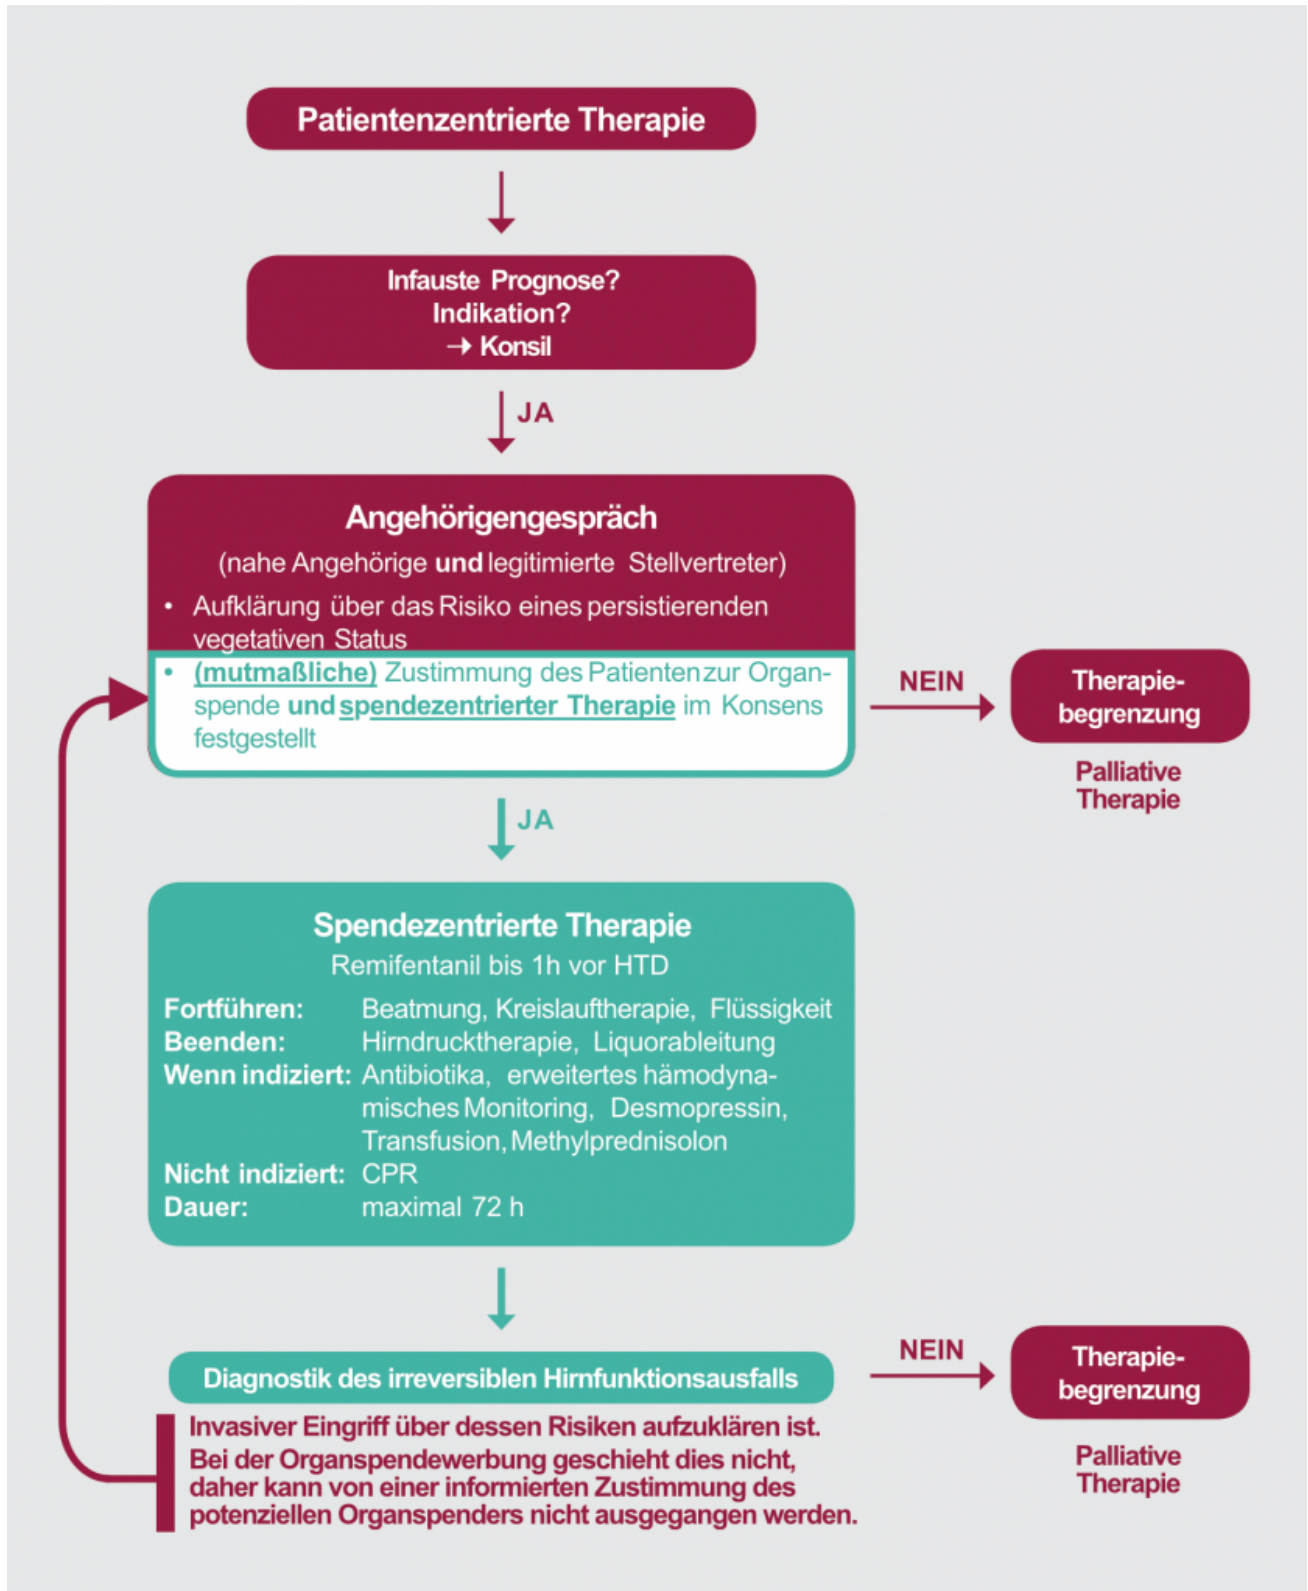 Patientenzentrierte Therapie
Infauste Prognose?
Indikation?
→ Konsil
JA
Angehörigengespräch
(nahe Angehörige und legitimierte Stellvertreter)
• Aufklärung über das Risiko eines persistierenden
vegetativen Status
• (mutmaßliche) Zustimmung des Patienten zur Organ-
spende und spendezentrierter Therapie im Konsens
festgestellt
NEIN
Therapie-
begrenzung
Palliative
Therapie
JA
Spendezentrierte Therapie
Remifentanil bis 1h vor HTD
Fortführen: Beatmung, Kreislauftherapie, Flüssigkeit
Beenden: Hirndrucktherapie, Liquorableitung
Wenn indiziert: Antibiotika, erweitertes hämodyna-
misches Monitoring, Desmopressin,
Transfusion, Methylprednisolon
Nicht indiziert: CPR
Dauer: maximal 72 h
Diagnostik des irreversiblen Hirnfunktionsausfalls
NEIN
Therapie-
begrenzung
Palliative
Therapie
Invasiver Eingriff über dessen Risiken aufzuklären ist.
Bei der Organspendewerbung geschieht dies nicht,
daher kann von einer informierten Zustimmung des
potenziellen Organspenders nicht ausgegangen werden.